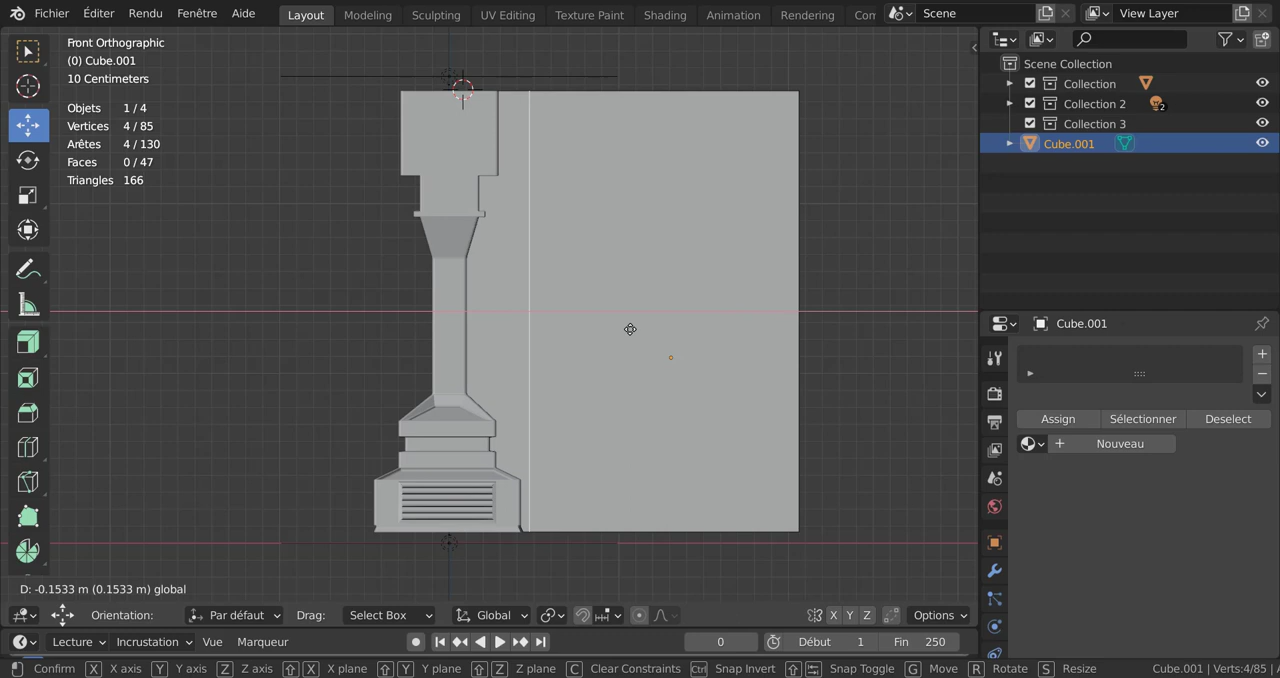 Fichier Éditer Rendu Fenêtre Aide Layout Modeling Sculpting UV Editing Texture Paint Shading Animation Rendering Scene View Layer
Front Orthographic
(0) Cube.001
10 Centimeters
Objets 1 / 4
Vertices 4 / 85
Arêtes 4 / 130
Faces 0 / 47
Triangles 166
Scene Collection
Collection
Collection 2 2
Collection 3
Cube.001
Cube.001
Assign Sélectionner Deselect
Nouveau
D: -0.1533 m (0.1533 m) global
Orientation: Par défaut Drag: Select Box Global X Y Z Options
Lecture Incrustation Vue Marqueur 0 Début 1 Fin 250
Confirm X X axis Y Y axis Z Z axis X X plane Y Y plane Z Z plane C Clear Constraints Ctrl Snap Invert Snap Toggle G Move R Rotate S Resize Cube.001 | Verts:4/85 |